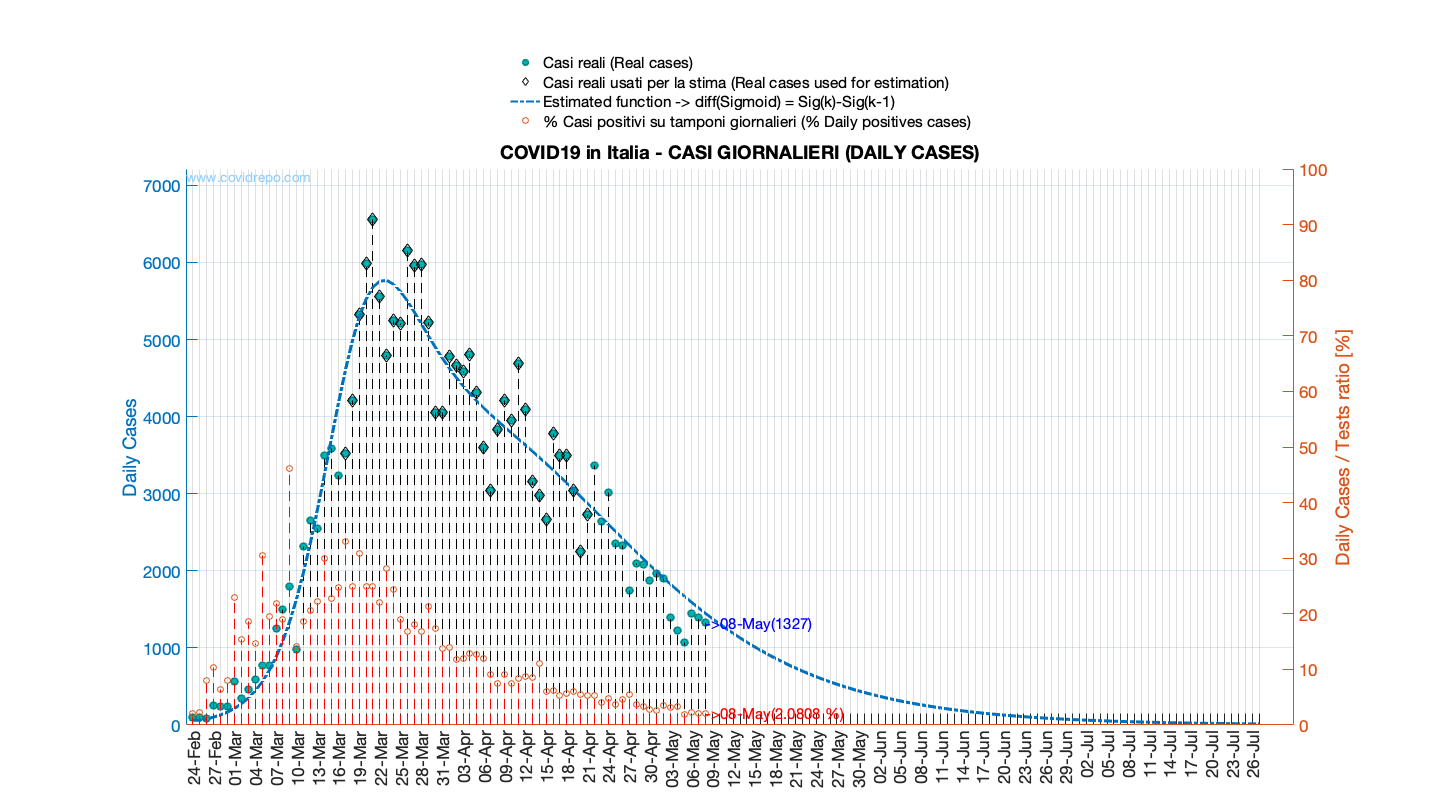 Casi reali (Real cases)
Casi reali usati per la stima (Real cases used for estimation)
Estimated function -> diff(Sigmoid) = Sig(k)-Sig(k-1)
% Casi positivi su tamponi giornalieri (% Daily positives cases)
COVID19 in Italia - CASI GIORNALIERI (DAILY CASES)
www.covidrepo.com
7000
6000
5000
4000
3000
2000
1000
0
Daily Cases
100
90
80
70
60
50
40
30
20
10
0
Daily Cases / Tests ratio [%]
->08-May(1327)
->08-May(2.0808 %)
24-Feb
27-Feb
01-Mar
04-Mar
07-Mar
10-Mar
13-Mar
16-Mar
19-Mar
22-Mar
25-Mar
28-Mar
31-Mar
03-Apr
06-Apr
09-Apr
12-Apr
15-Apr
18-Apr
21-Apr
24-Apr
27-Apr
30-Apr
03-May
06-May
09-May
12-May
15-May
18-May
21-May
24-May
27-May
30-May
02-Jun
05-Jun
08-Jun
11-Jun
14-Jun
17-Jun
20-Jun
23-Jun
26-Jun
29-Jun
02-Jul
05-Jul
08-Jul
11-Jul
14-Jul
17-Jul
20-Jul
23-Jul
26-Jul